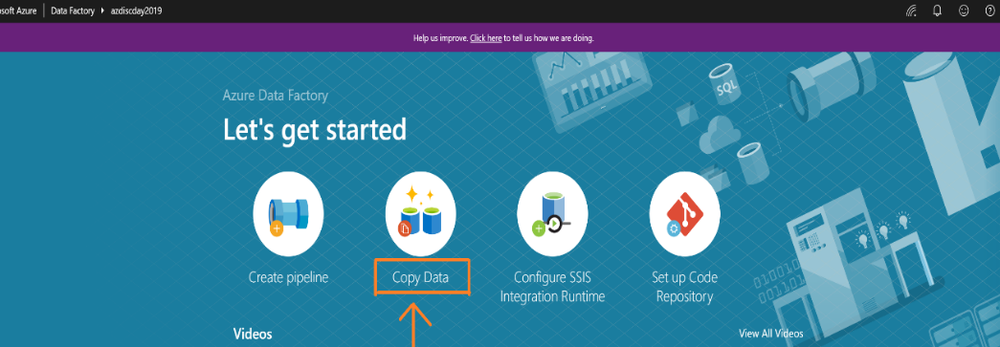 osoft Azure Data Factory azdiscday2019
Help us improve. Click here to tell us how we are doing.
Azure Data Factory
Let's get started
SQL
Create pipeline
Copy Data
Configure SSIS
Integration Runtime
Set up Code
Repository
Videos
View All Videos